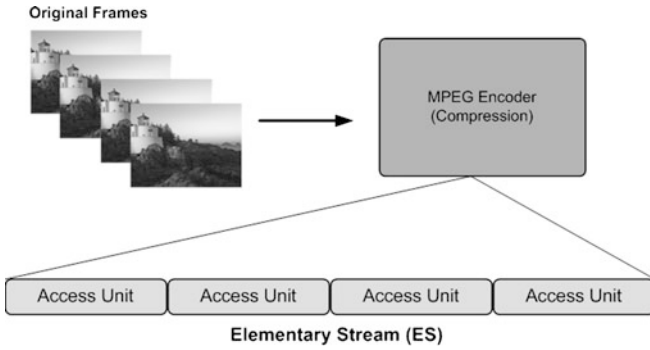 Original Frames
MPEG Encoder
(Compression)
Access Unit
Access Unit
Access Unit
Access Unit
Elementary Stream (ES)